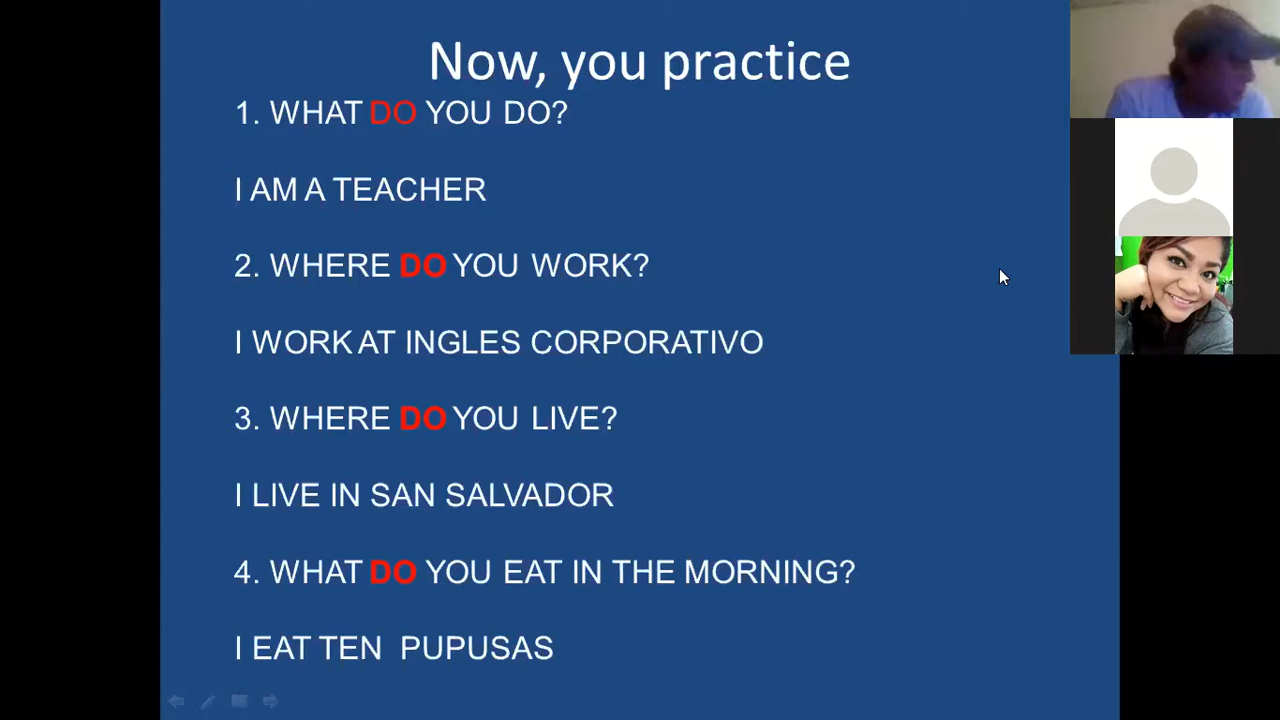 Now, you practice
1. WHAT DO YOU DO?
I AM A TEACHER
2. WHERE DO YOU WORK?
I WORK AT INGLES CORPORATIVO
3. WHERE DO YOU LIVE?
I LIVE IN SAN SALVADOR
4. WHAT DO YOU EAT IN THE MORNING?
I EAT TEN PUPUSAS